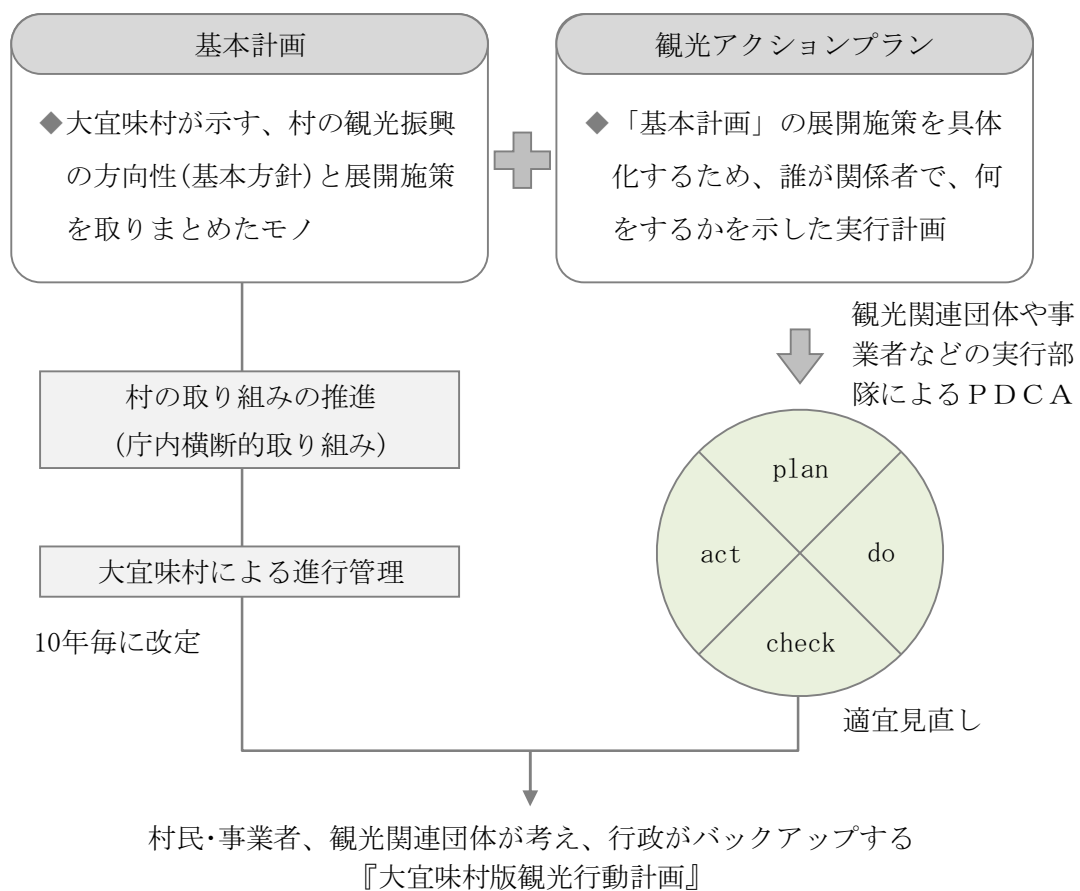 基本計画
◆大宜味村が示す、村の観光振興
の方向性(基本方針)と展開施策
を取りまとめたモノ
観光アクションプラン
◆「基本計画」の展開施策を具体
化するため、誰が関係者で、何
をするかを示した実行計画
村の取り組みの推進
(庁内横断的取り組み)
大宜味村による進行管理
10年毎に改定
観光関連団体や事
業者などの実行部
隊によるＰＤＣＡ
plan
act
do
check
適宜見直し
村民・事業者、観光関連団体が考え、行政がバックアップする
『大宜味村版観光行動計画』